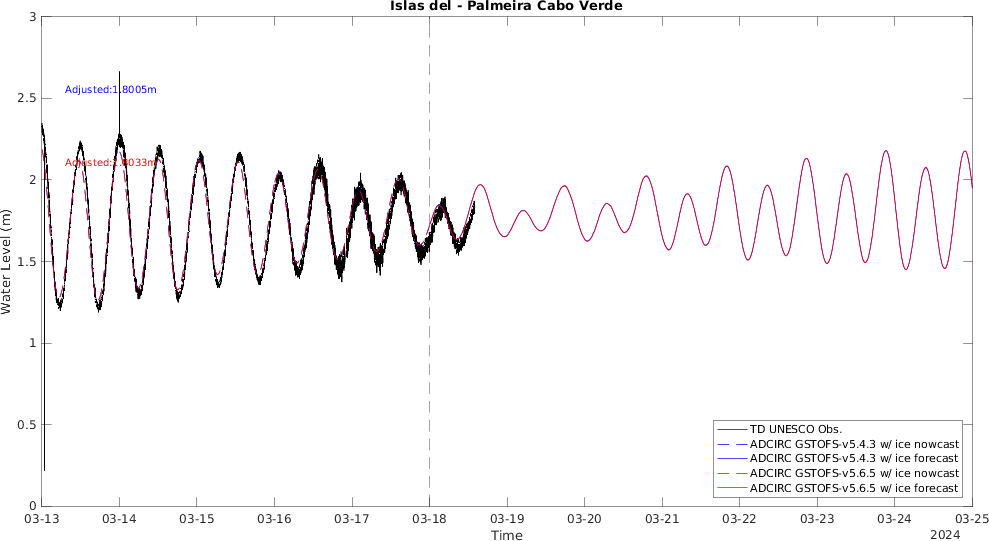 Islas del - Palmeira Cabo Verde
3
2.5
2
1.5
1
0.5
0
Water Level (m)
Adjusted:1.8005m
03-13
03-14
03-15
03-16
03-17
03-18
03-19
03-20
03-21
03-22
03-23
03-24
03-25
Time
2024
TD UNESCO Obs.
ADCIRC GSTOFS-v5.4.3 w/ ice nowcast
ADCIRC GSTOFS-v5.4.3 w/ ice forecast
ADCIRC GSTOFS-v5.6.5 w/ ice nowcast
ADCIRC GSTOFS-v5.6.5 w/ ice forecast